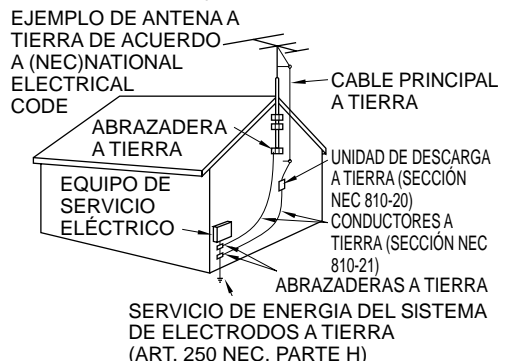 EJEMPLO DE ANTENA A
TIERRA DE ACUERDO
A (NEC)NATIONAL
ELECTRICAL
CODE
CABLE PRINCIPAL
A TIERRA
ABRAZADERA
A TIERRA
UNIDAD DE DESCARGA
A TIERRA (SECCIÓN
NEC 810-20)
EQUIPO DE
SERVICIO
ELÉCTRICO
CONDUCTORES A
TIERRA (SECCIÓN NEC
810-21)
ABRAZADERAS A TIERRA
SERVICIO DE ENERGIA DEL SISTEMA
DE ELECTRODOS A TIERRA
(ART. 250 NEC, PARTE H)